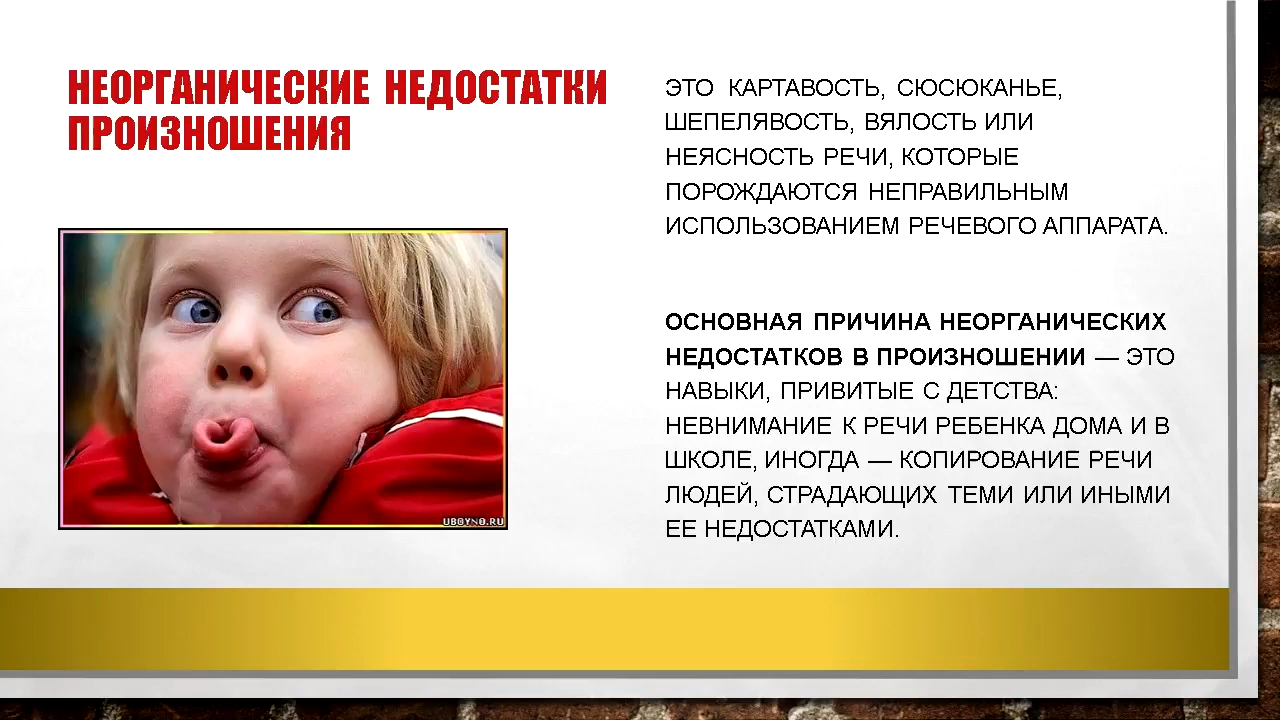 НЕОРГАНИЧЕСКИЕ НЕДОСТАТКИ
ПРОИЗНОШЕНИЯ
ЭТО КАРТАВОСТЬ, СЮСЮКАНЬЕ,
ШЕПЕЛЯВОСТЬ, ВЯЛОСТЬ ИЛИ
НЕЯСНОСТЬ РЕЧИ, КОТОРЫЕ
ПОРОЖДАЮТСЯ НЕПРАВИЛЬНЫМ
ИСПОЛЬЗОВАНИЕМ РЕЧЕВОГО АППАРАТА.
ОСНОВНАЯ ПРИЧИНА НЕОРГАНИЧЕСКИХ
НЕДОСТАТКОВ В ПРОИЗНОШЕНИИ — ЭТО
НАВЫКИ, ПРИВИТЫЕ С ДЕТСТВА:
НЕВНИМАНИЕ К РЕЧИ РЕБЕНКА ДОМА И В
ШКОЛЕ, ИНОГДА — КОПИРОВАНИЕ РЕЧИ
ЛЮДЕЙ, СТРАДАЮЩИХ ТЕМИ ИЛИ ИНЫМИ
ЕЕ НЕДОСТАТКАМИ.
UBOYNO.RU